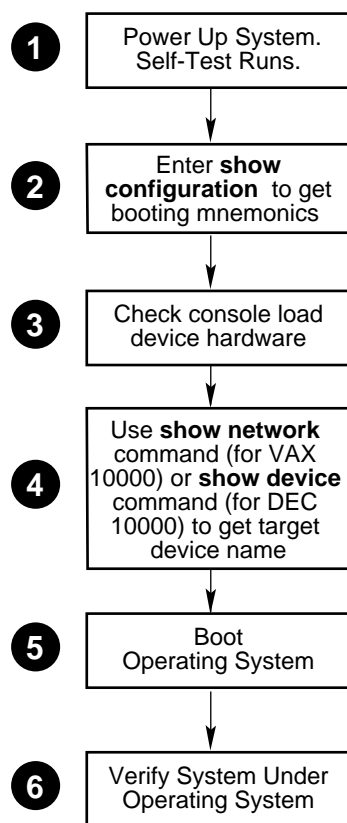 1
Power Up System.
Self-Test Runs.
2
Enter show
configuration to get
booting mnemonics
3
Check console load
device hardware
4
Use show network
command (for VAX
10000) or show device
command (for DEC
10000) to get target
device name
5
Boot
Operating System
6
Verify System Under
Operating System